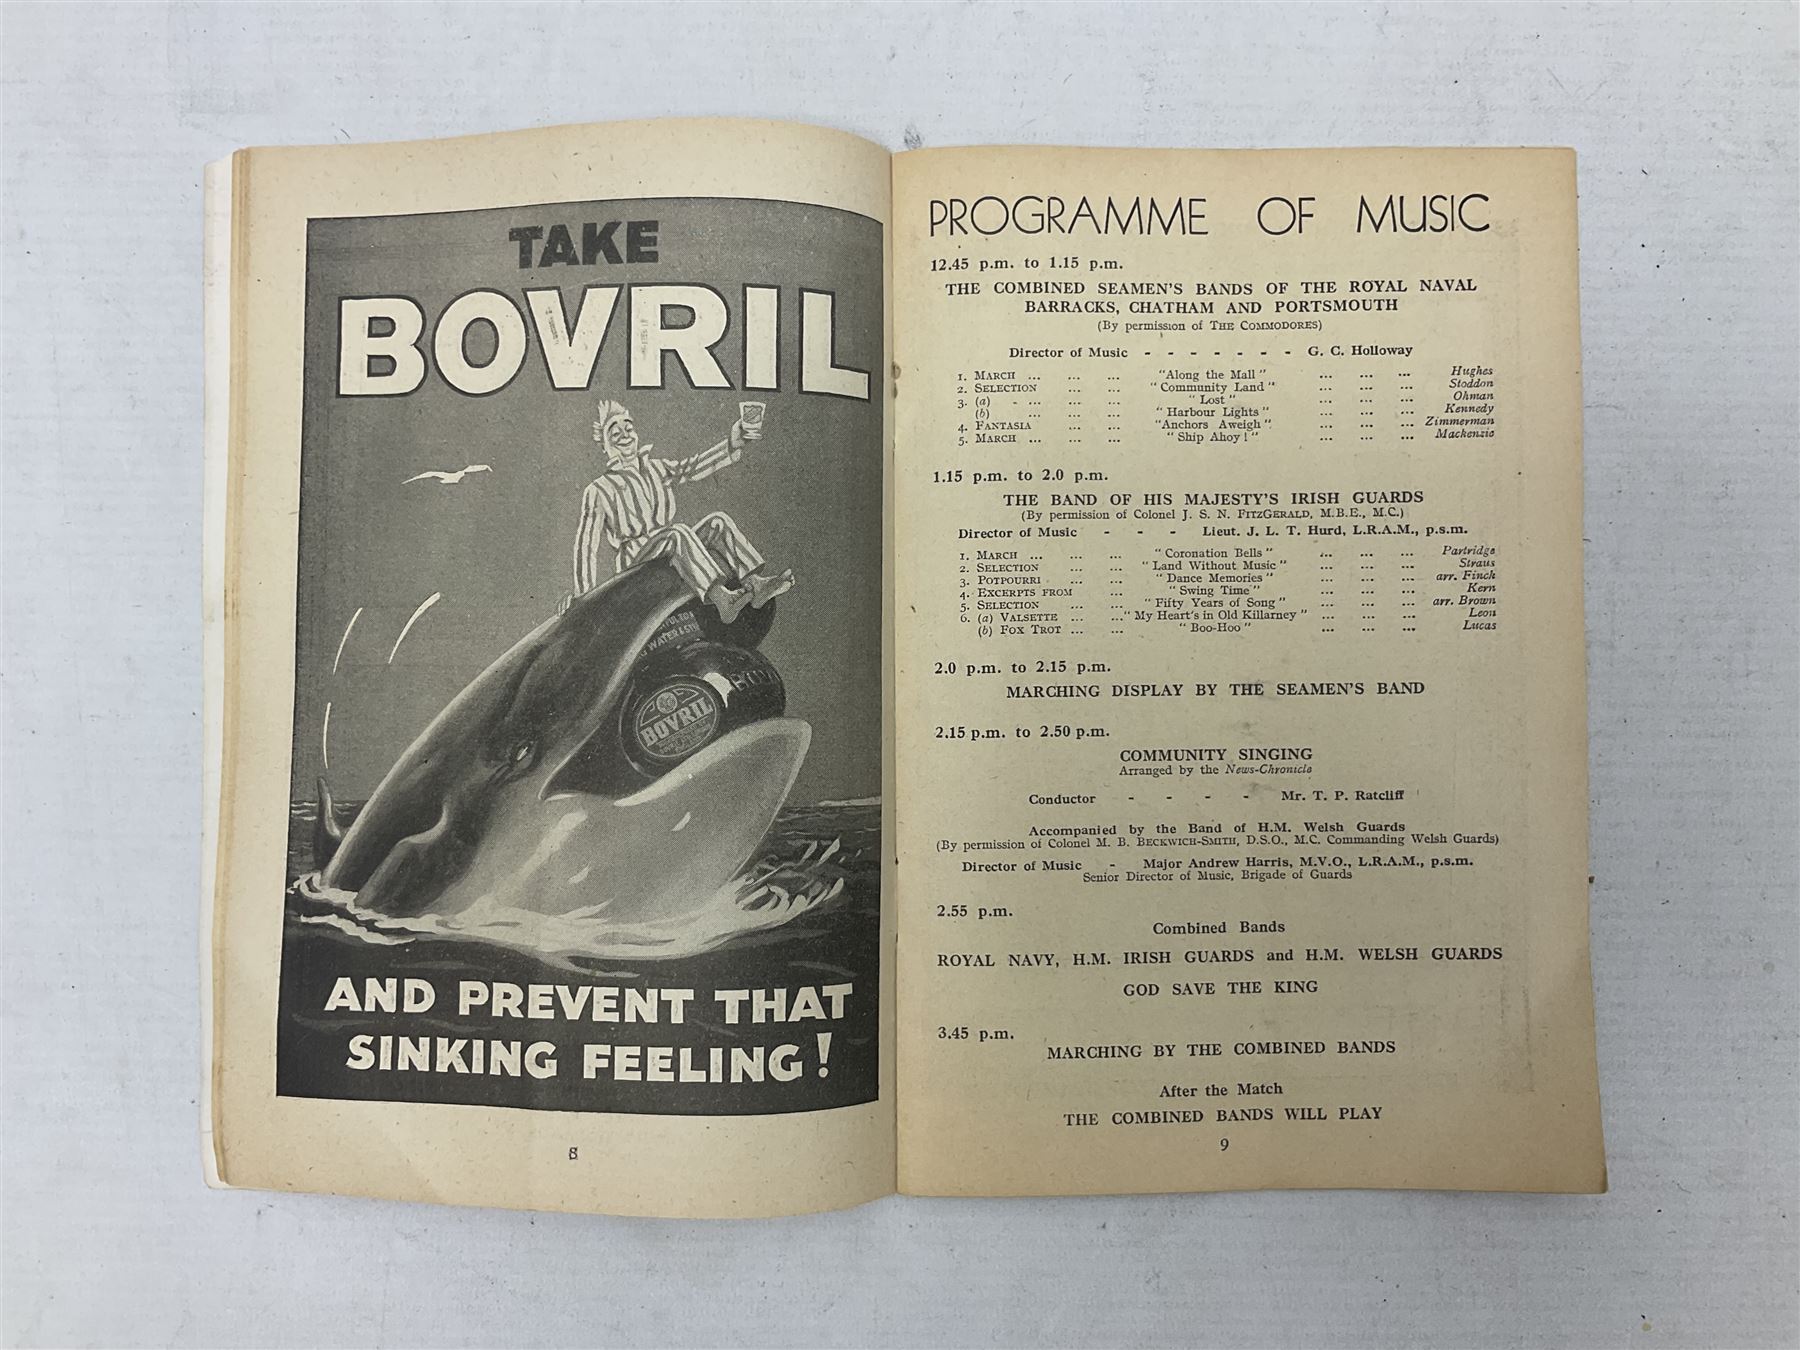 TAKE
BOVRIL
BOVRIL
AND PREVENT THAT
SINKING FEELING!
8
PROGRAMME OF MUSIC
12.45 p.m. to 1.15 p.m.
THE COMBINED SEAMEN'S BANDS OF THE ROYAL NAVAL
BARRACKS, CHATHAM AND PORTSMOUTH
(By permission of THE COMMODORES)
Director of Music - - - - - - - G. C. Holloway
1. MARCH ... ... ... "Along the Mall" ... ... ... Hughes
2. SELECTION ... ... "Community Land" ... ... ... Stoddon
3. (a) - ... ... ... "Lost" ... ... ... Ohman
(b) ... ... ... "Harbour Lights" ... ... ... Kennedy
4. FANTASIA ... ... "Anchors Aweigh" ... ... ... Zimmerman
5. MARCH ... ... ... "Ship Ahoy!" ... ... ... Mackenzie
1.15 p.m. to 2.0 p.m.
THE BAND OF HIS MAJESTY'S IRISH GUARDS
(By permission of Colonel J. S. N. FITZGERALD, M.B.E., M.C.)
Director of Music - - - Lieut. J. L. T. Hurd, L.R.A.M., p.s.m.
1. MARCH ... ... ... "Coronation Bells" ... ... ... Partridge
2. SELECTION ... ... "Land Without Music" ... ... ... Straus
3. POTPOURRI ... ... "Dance Memories" ... ... ... arr. Finck
4. EXCERPTS FROM ... "Swing Time" ... ... ... Kern
5. SELECTION ... ... "Fifty Years of Song" ... ... ... arr. Brown
6. (a) VALSETTE ... ... "My Heart's in Old Killarney" ... ... ... Leon
(b) FOX TROT ... ... "Boo-Hoo" ... ... ... Lucas
2.0 p.m. to 2.15 p.m.
MARCHING DISPLAY BY THE SEAMEN'S BAND
2.15 p.m. to 2.50 p.m.
COMMUNITY SINGING
Arranged by the News-Chronicle
Conductor - - - - Mr. T. P. Ratcliff
Accompanied by the Band of H.M. Welsh Guards
(By permission of Colonel M. B. BECKWICH-SMITH, D.S.O., M.C. Commanding Welsh Guards)
Director of Music - Major Andrew Harris, M.V.O., L.R.A.M., p.s.m.
Senior Director of Music, Brigade of Guards
2.55 p.m.
Combined Bands
ROYAL NAVY, H.M. IRISH GUARDS and H.M. WELSH GUARDS
GOD SAVE THE KING
3.45 p.m.
MARCHING BY THE COMBINED BANDS
After the Match
THE COMBINED BANDS WILL PLAY
9